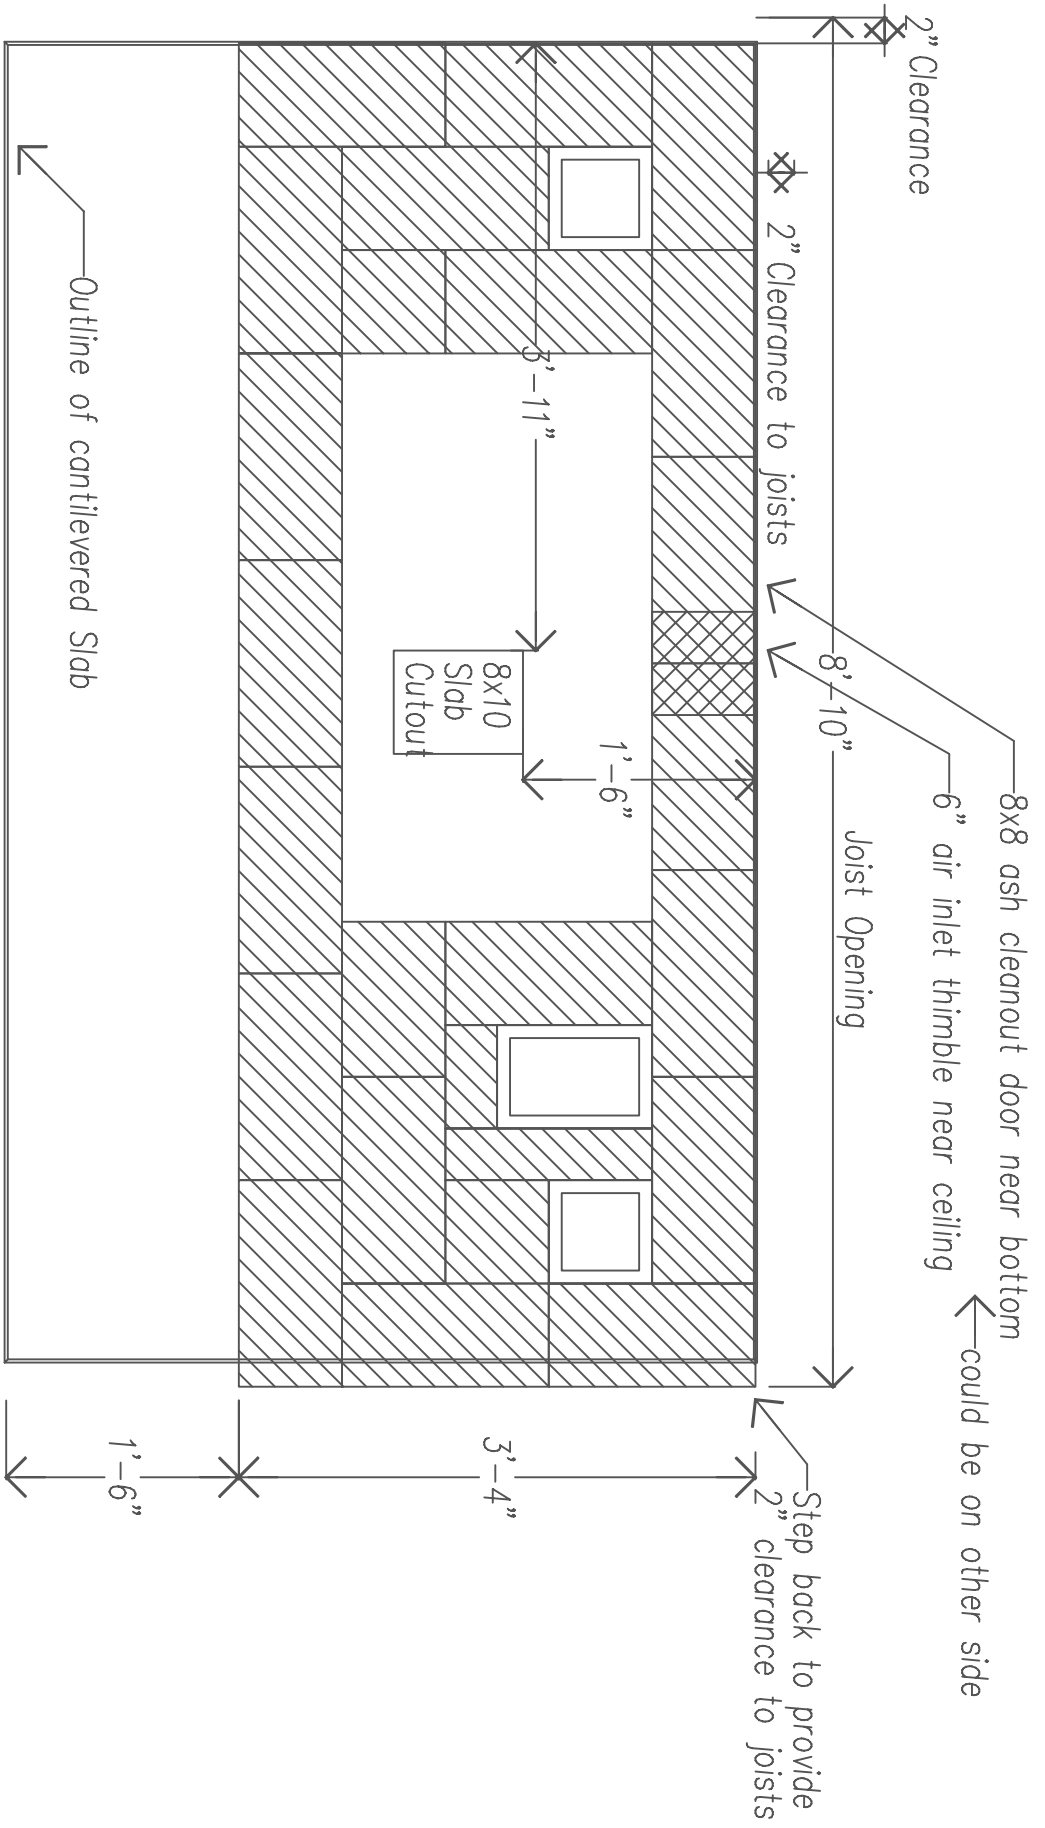 8x8 ash cleanout door near bottom
6” air inlet thimble near ceiling
could be on other side
2” Clearance
8’–10”
Joist Opening
2” Clearance to joists
Step back to provide
2” clearance to joists
3’–11”
1’–6”
8x10
Slab
Cutout
3’–4”
1’–6”
Outline of cantilevered Slab